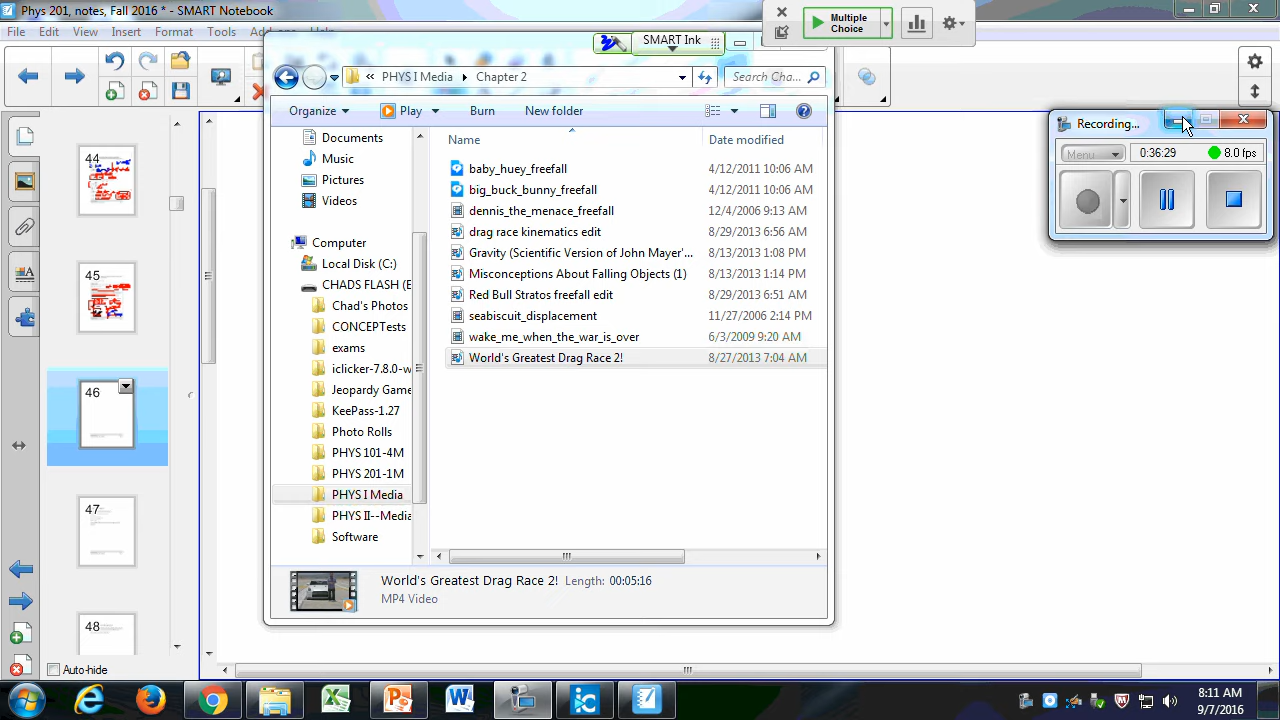 Phys 201, notes, Fall 2016 * - SMART Notebook
File Edit View Insert Format Tools
Multiple
Choice
SMART Ink
PHYS I Media Chapter 2
Search Cha...
Organize Play Burn New folder
Name Date modified
Documents
Music
Pictures
Videos
Computer
Local Disk (C:)
CHADS FLASH (E
Chad's Photos
CONCEPTests
exams
iclicker-7.8.0-w
Jeopardy Game
KeePass-1.27
Photo Rolls
PHYS 101-4M
PHYS 201-1M
PHYS I Media
PHYS II--Media
Software
baby_huey_freefall 4/12/2011 10:06 AM
big_buck_bunny_freefall 4/12/2011 10:06 AM
dennis_the_menace_freefall 12/4/2006 9:13 AM
drag race kinematics edit 8/29/2013 6:56 AM
Gravity (Scientific Version of John Mayer'... 8/13/2013 1:08 PM
Misconceptions About Falling Objects (1) 8/13/2013 1:14 PM
Red Bull Stratos freefall edit 8/29/2013 6:51 AM
seabiscuit_displacement 11/27/2006 2:14 PM
wake_me_when_the_war_is_over 6/3/2009 9:20 AM
World's Greatest Drag Race 2! 8/27/2013 7:04 AM
World's Greatest Drag Race 2! Length: 00:05:16
MP4 Video
Recording...
Menu 0:36:29 8.0 fps
44
45
46
47
48
Auto-hide
8:11 AM
9/7/2016